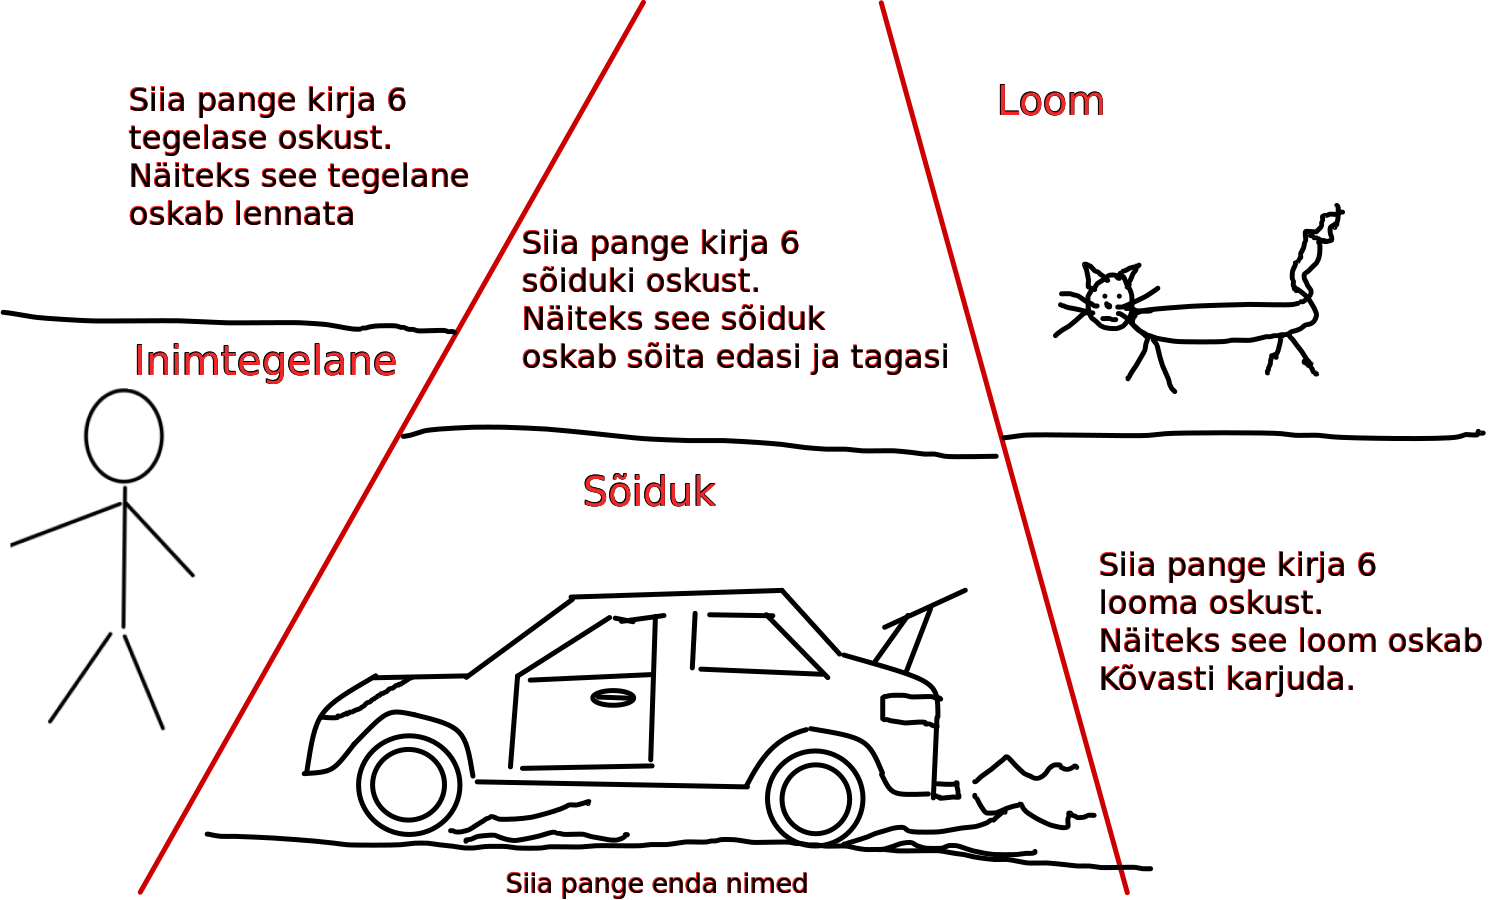 Siia pange kirja 6
tegelase oskust.
Näiteks see tegelane
oskab lennata
Inimtegelane
Siia pange kirja 6
sõiduki oskust.
Näiteks see sõiduk
oskab sõita edasi ja tagasi
Sõiduk
Loom
Siia pange kirja 6
looma oskust.
Näiteks see loom oskab
Kõvasti karjuda.
Siia pange enda nimed